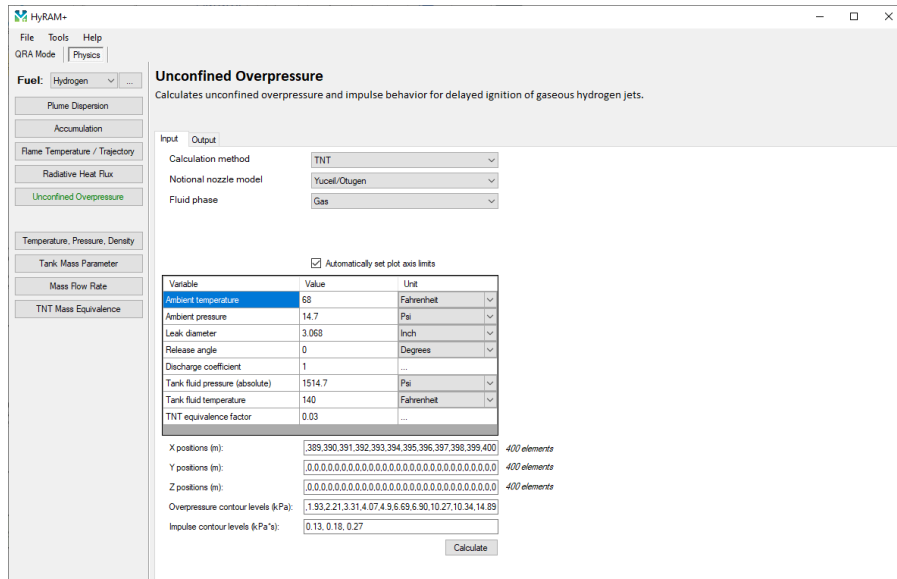 HyRAM+
File Tools Help
QRA Mode Physics
Fuel: Hydrogen ...
Plume Dispersion
Accumulation
Flame Temperature / Trajectory
Radiative Heat Flux
Unconfined Overpressure
Temperature, Pressure, Density
Tank Mass Parameter
Mass Flow Rate
TNT Mass Equivalence
Unconfined Overpressure
Calculates unconfined overpressure and impulse behavior for delayed ignition of gaseous hydrogen jets.
Input Output
Calculation method TNT
Notional nozzle model Yuceil/Otugen
Fluid phase Gas
Automatically set plot axis limits
Variable Value Unit
Ambient temperature 68 Fahrenheit
Ambient pressure 14.7 Psi
Leak diameter 3.068 Inch
Release angle 0 Degrees
Discharge coefficient 1 ...
Tank fluid pressure (absolute) 1514.7 Psi
Tank fluid temperature 140 Fahrenheit
TNT equivalence factor 0.03 ...
X positions (m): ,389,390,391,392,393,394,395,396,397,398,399,400 400 elements
Y positions (m): ,0,0,0,0,0,0,0,0,0,0,0,0,0,0,0,0,0,0,0,0,0,0,0,0,0,0,0,0 400 elements
Z positions (m): ,0,0,0,0,0,0,0,0,0,0,0,0,0,0,0,0,0,0,0,0,0,0,0,0,0,0,0,0 400 elements
Overpressure contour levels (kPa): ,1.93,2.21,3.31,4.07,4.9,6.69,6.90,10.27,10.34,14.89
Impulse contour levels (kPa*s): 0.13, 0.18, 0.27
Calculate